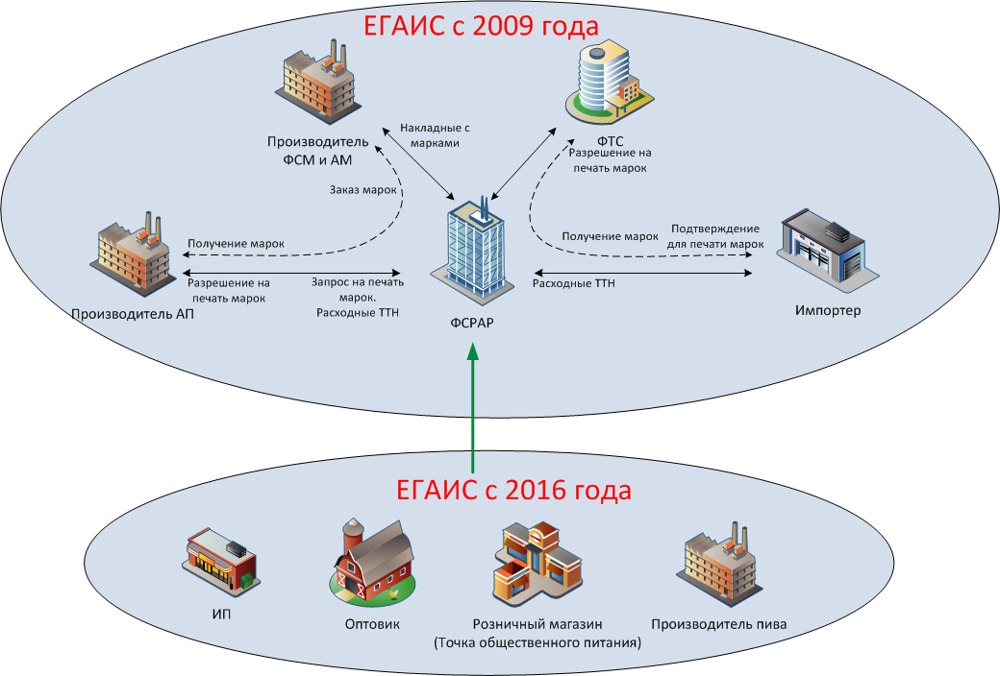 ЕГАИС с 2009 года
Производитель
ФСМ и АМ
Накладные с
марками
ФТС
Разрешение на
печать марок
Заказ марок
Получение марок
Получение марок
Подтверждение
для печати марок
Разрешение на
печать марок
Запрос на печать
марок.
Расходные ТТН
Расходные ТТН
Производитель АП
ФСРАР
Импортер
ЕГАИС с 2016 года
ИП
Оптовик
Розничный магазин
(Точка общественного питания)
Производитель пива